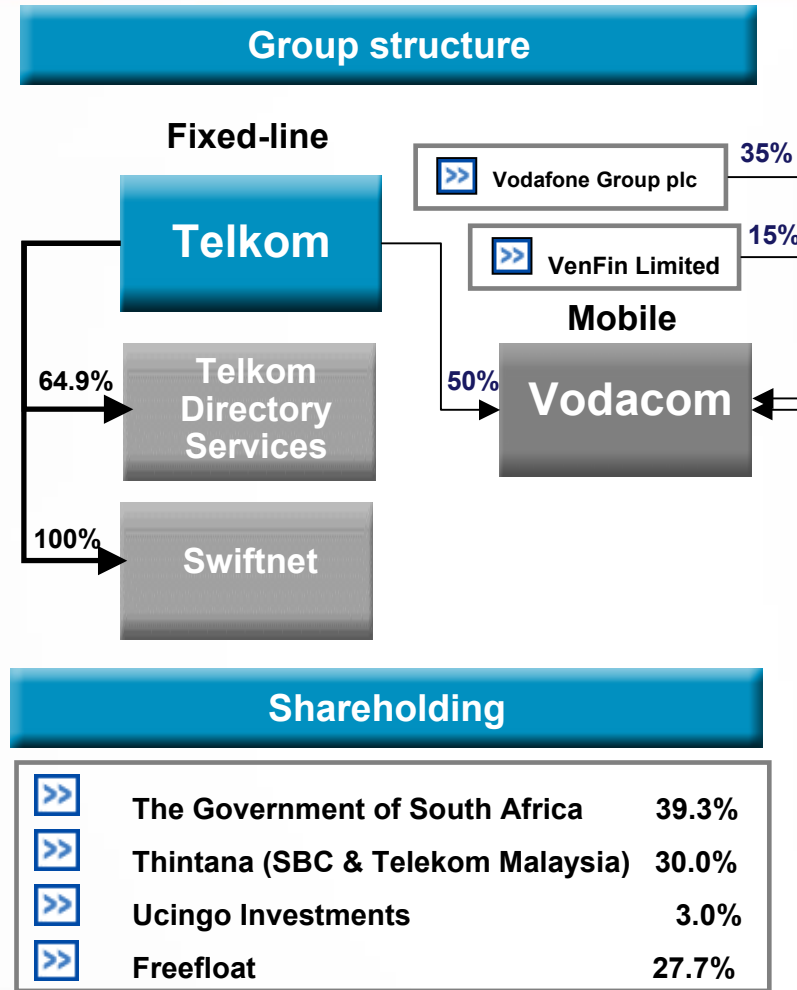 Group structure
Fixed-line
Telkom
Vodafone Group plc
35%
VenFin Limited
15%
Mobile
Vodacom
50%
64.9%
Telkom
Directory
Services
100%
Swiftnet
Shareholding
The Government of South Africa 39.3%
Thintana (SBC & Telekom Malaysia) 30.0%
Ucingo Investments 3.0%
Freefloat 27.7%